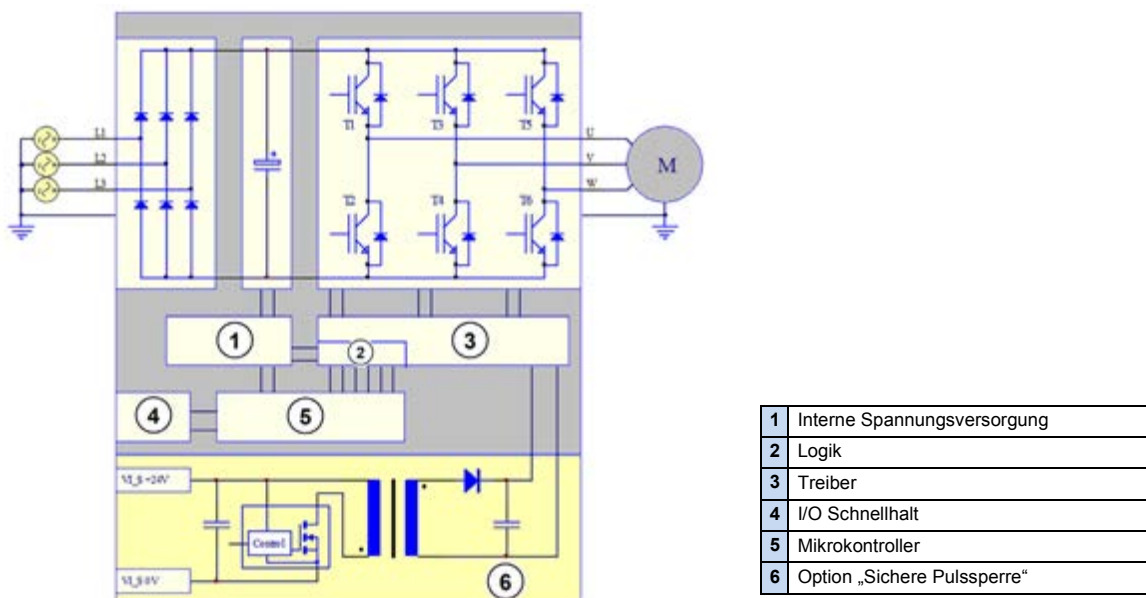 T1
T3
T5
L1
U
L2
V
M
L3
W
T2
T4
T6
1
2
3
4
5
VI_S +24V
Control
VI_S 0V
6
1 Interne Spannungsversorgung
2 Logik
3 Treiber
4 I/O Schnellhalt
5 Mikrokontroller
6 Option „Sichere Pulssperre“